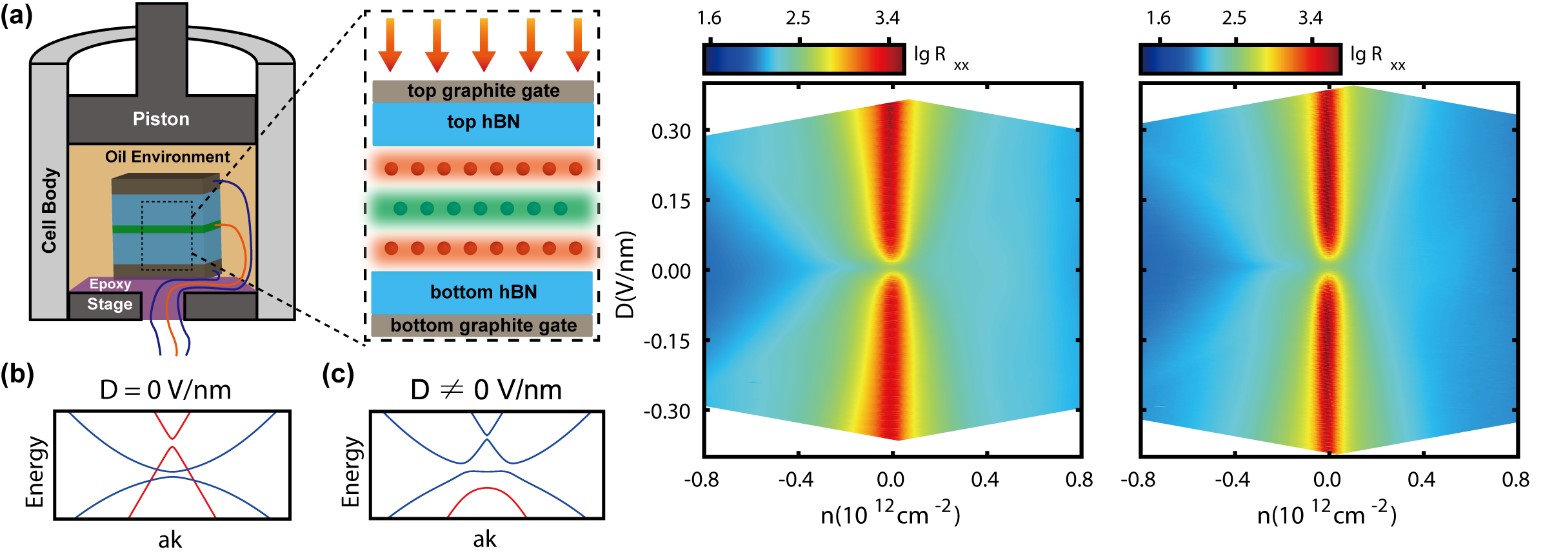 (a)
Piston
Oil Environment
Cell Body
Epoxy
Stage
top graphite gate
top hBN
bottom hBN
bottom graphite gate
(b)
D = 0 V/nm
Energy
ak
(c)
D ≠ 0 V/nm
Energy
ak
1.6 2.5 3.4
lg R xx
D(V/nm)
0.30
0.15
0.00
-0.15
-0.30
-0.8 -0.4 0.0 0.4 0.8
n(10 12 cm -2)
1.6 2.5 3.4
lg R xx
-0.8 -0.4 0.0 0.4 0.8
n(10 12 cm -2)